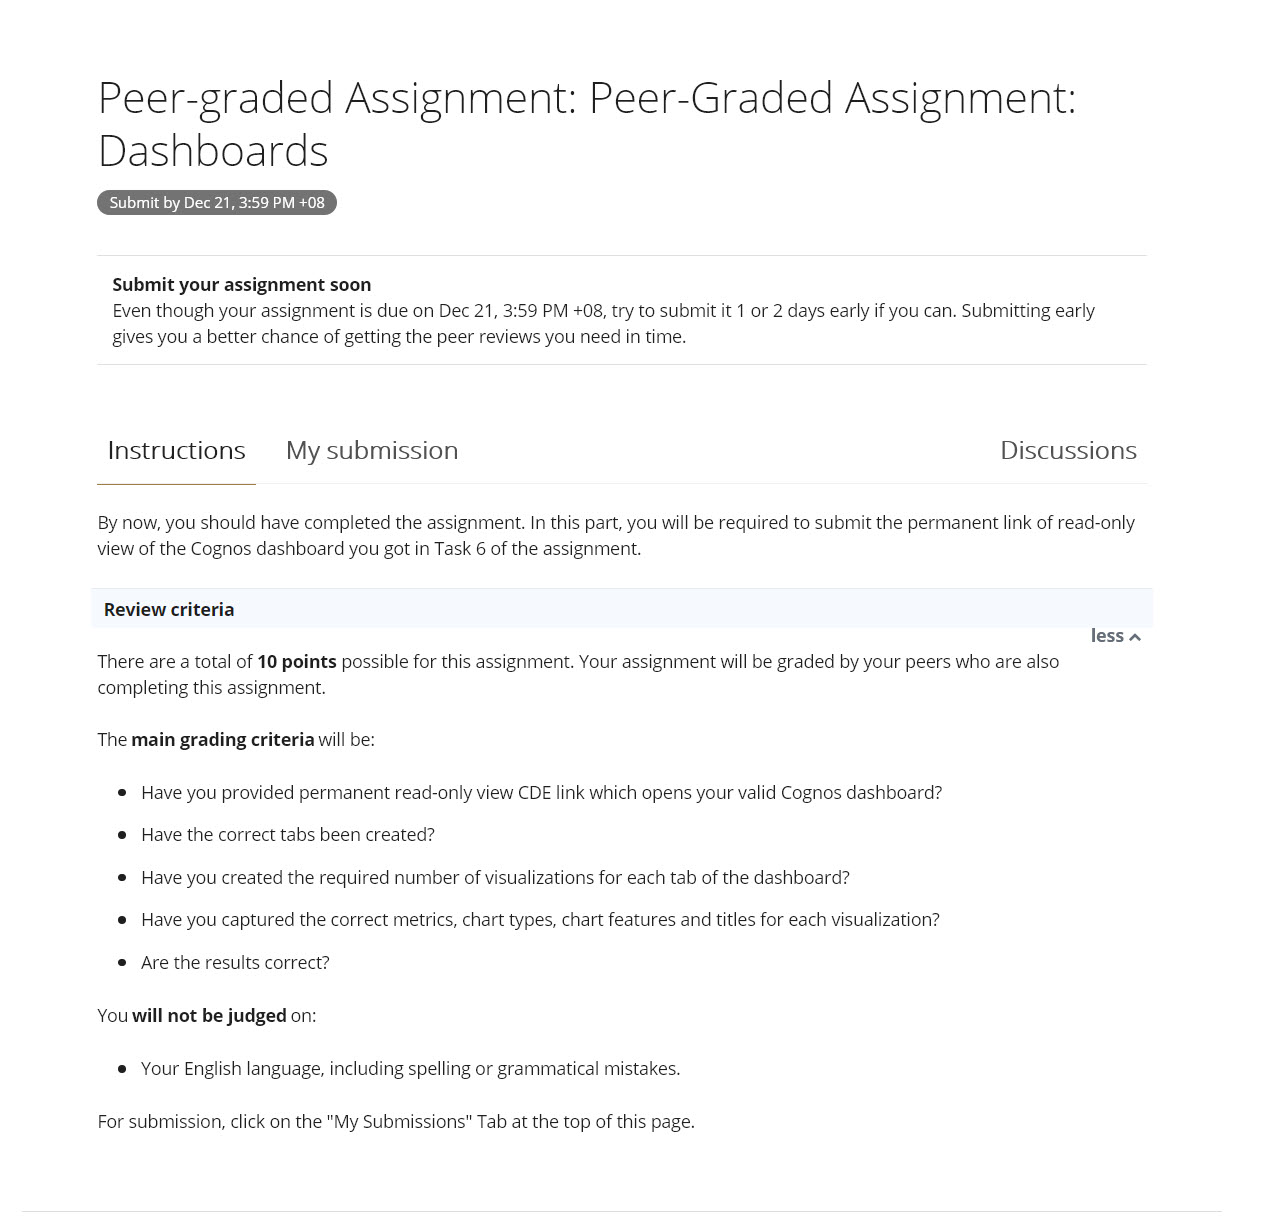 Peer-graded Assignment: Peer-Graded Assignment:
Dashboards
Submit by Dec 21, 3:59 PM +08
Submit your assignment soon
Even though your assignment is due on Dec 21, 3:59 PM +08, try to submit it 1 or 2 days early if you can. Submitting early
gives you a better chance of getting the peer reviews you need in time.
Instructions
My submission
Discussions
By now, you should have completed the assignment. In this part, you will be required to submit the permanent link of read-only
view of the Cognos dashboard you got in Task 6 of the assignment.
Review criteria
less
There are a total of 10 points possible for this assignment. Your assignment will be graded by your peers who are also
completing this assignment.
The main grading criteria will be:
Have you provided permanent read-only view CDE link which opens your valid Cognos dashboard?
Have the correct tabs been created?
Have you created the required number of visualizations for each tab of the dashboard?
Have you captured the correct metrics, chart types, chart features and titles for each visualization?
Are the results correct?
You will not be judged on:
Your English language, including spelling or grammatical mistakes.
For submission, click on the "My Submissions" Tab at the top of this page.